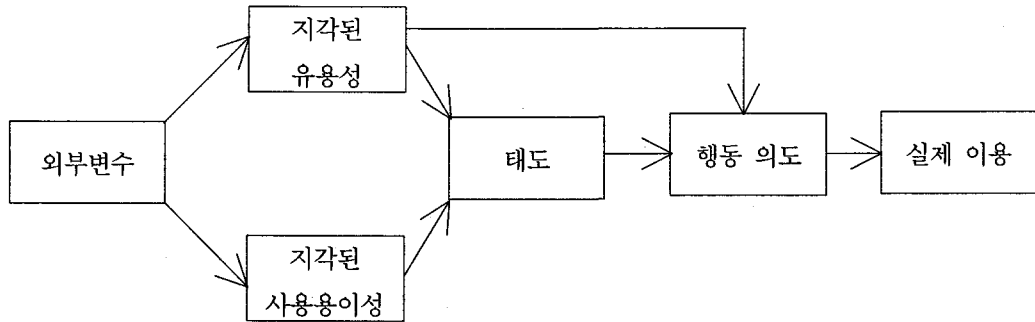 지각된
유용성
외부변수
태도
행동 의도
실제 이용
지각된
사용용이성